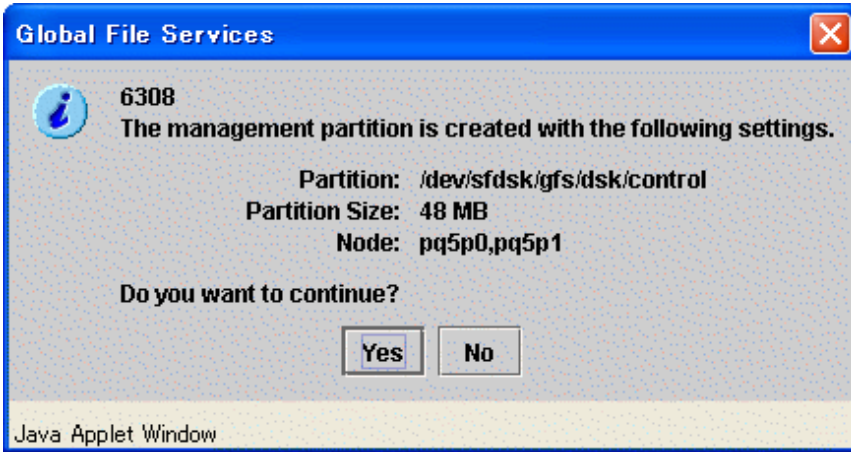 Global File Services
6308
The management partition is created with the following settings.
Partition: /dev/sfdsk/gfs/dsk/control
Partition Size: 48 MB
Node: pq5p0,pq5p1
Do you want to continue?
Yes No
Java Applet Window